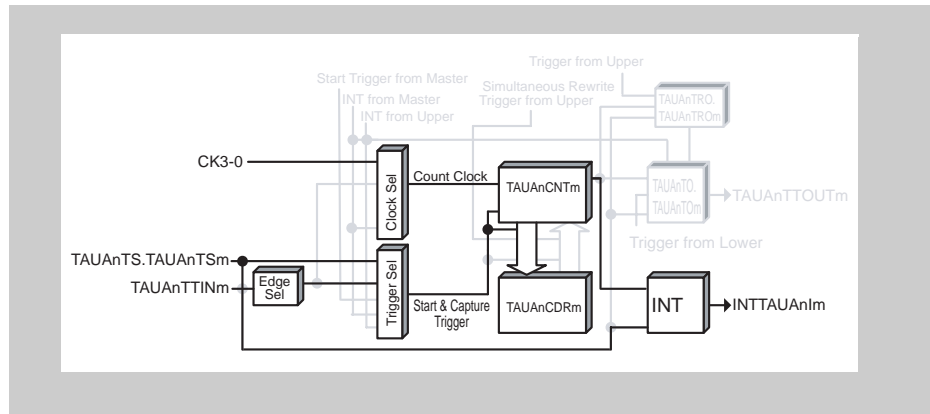 Trigger from Upper
Start Trigger from Master
Simultaneous Rewrite
Trigger from Upper
INT from Master
INT from Upper
TAUAnTRO.
TAUAnTROm
CK3-0
Clock Sel
Count Clock
TAUAnCNTm
TAUAnTO.
TAUAnTOm
TAUAnTTOUTm
Trigger from Lower
TAUAnTS.TAUAnTSm
TAUAnTTINm
Edge
Sel
Trigger Sel
Start & Capture
Trigger
TAUAnCDRm
INT
INTTAUAnIm